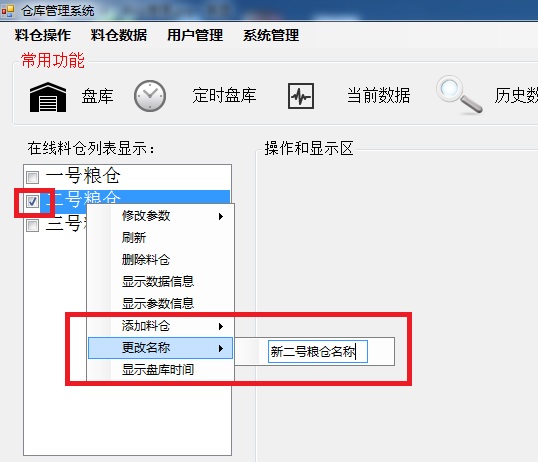 仓库管理系统
料仓操作 料仓数据 用户管理 系统管理
常用功能
盘库 定时盘库 当前数据 历史数
在线料仓列表显示：
操作和显示区
一号粮仓
二号粮仓
三号
修改参数
刷新
删除料仓
显示数据信息
显示参数信息
添加料仓
更改名称
新二号粮仓名称
显示盘库时间